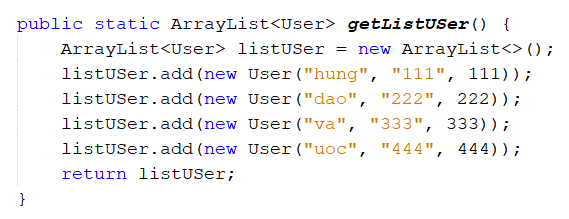 public static ArrayList<User> getListUSer() {
    ArrayList<User> listUSer = new ArrayList<>();
    listUSer.add(new User("hung", "111", 111));
    listUSer.add(new User("dao", "222", 222));
    listUSer.add(new User("va", "333", 333));
    listUSer.add(new User("uoc", "444", 444));
    return listUSer;
}